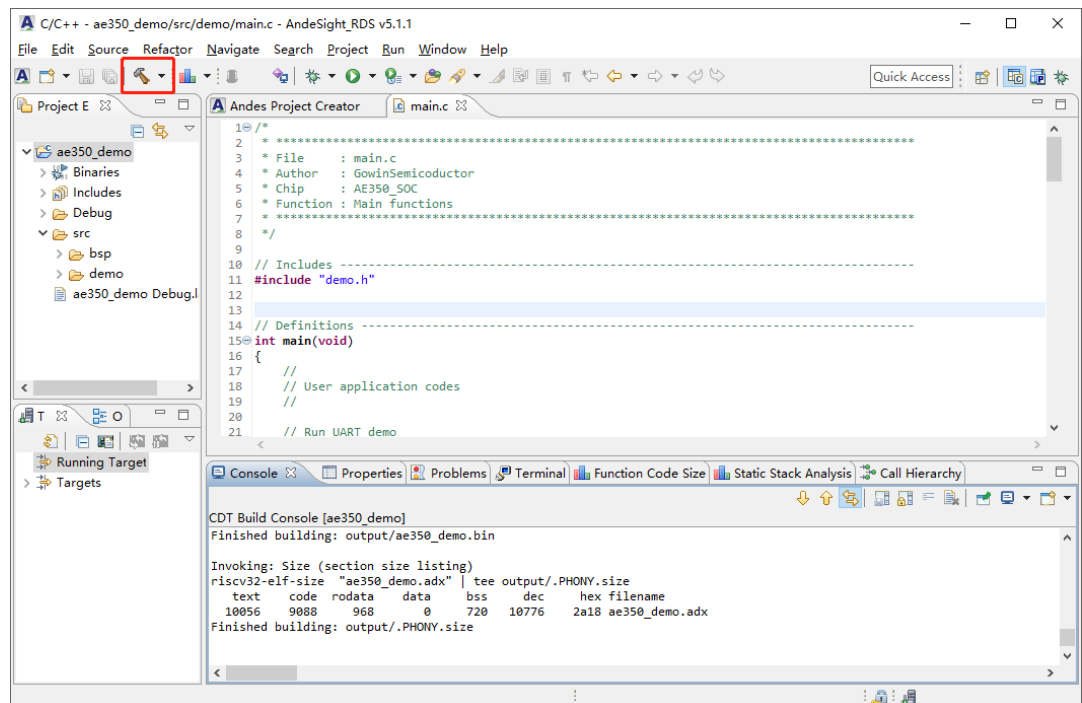 C/C++ - ae350_demo/src/demo/main.c - AndeSight_RDS v5.1.1
File Edit Source Refactor Navigate Search Project Run Window Help
Quick Access
Project E
ae350_demo
Binaries
Includes
Debug
src
bsp
demo
ae350_demo Debug.l
Andes Project Creator main.c
1 /*
2 * *******************************************************************************************
3 * File : main.c
4 * Author : GowinSemicoductor
5 * Chip : AE350_SOC
6 * Function : Main functions
7 * *******************************************************************************************
8 */
9
10 // Includes ---------------------------------------------------------------------------------
11 #include "demo.h"
12
13
14 // Definitions ------------------------------------------------------------------------------
15 int main(void)
16 {
17 //
18 // User application codes
19 //
20
21 // Run UART demo
T O
Running Target
Targets
Console Properties Problems Terminal Function Code Size Static Stack Analysis Call Hierarchy
CDT Build Console [ae350_demo]
Finished building: output/ae350_demo.bin
Invoking: Size (section size listing)
riscv32-elf-size "ae350_demo.adx" | tee output/.PHONY.size
text code rodata data bss dec hex filename
10056 9088 968 0 720 10776 2a18 ae350_demo.adx
Finished building: output/.PHONY.size